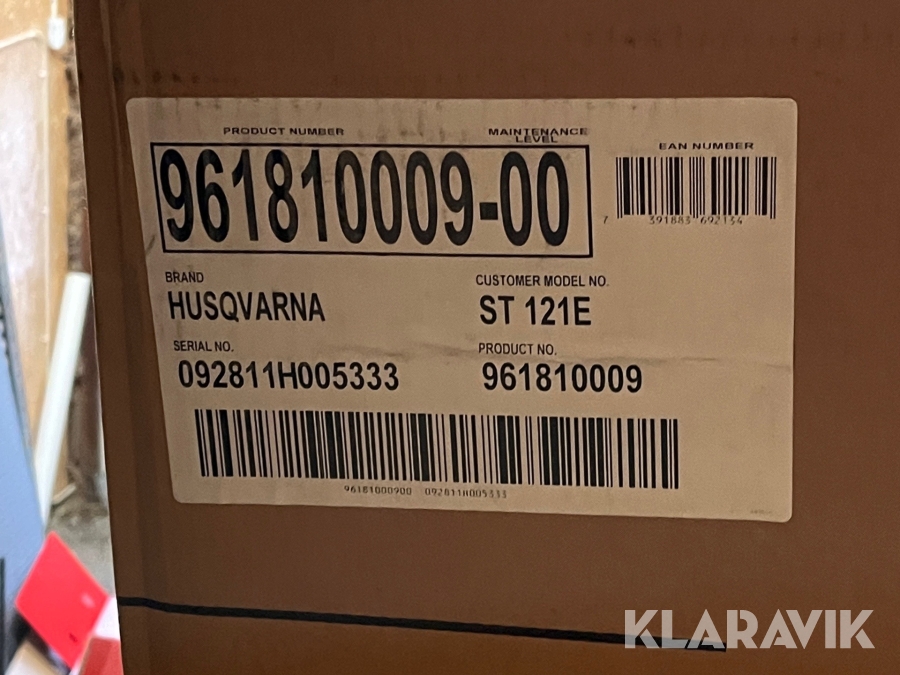 PRODUCT NUMBER
MAINTENANCE
LEVEL
961810009-00
EAN NUMBER
7 391883 692134
BRAND
HUSQVARNA
CUSTOMER MODEL NO.
ST 121E
SERIAL NO.
092811H005333
PRODUCT NO.
961810009
96181000900 092811H005333
KLARAVIK